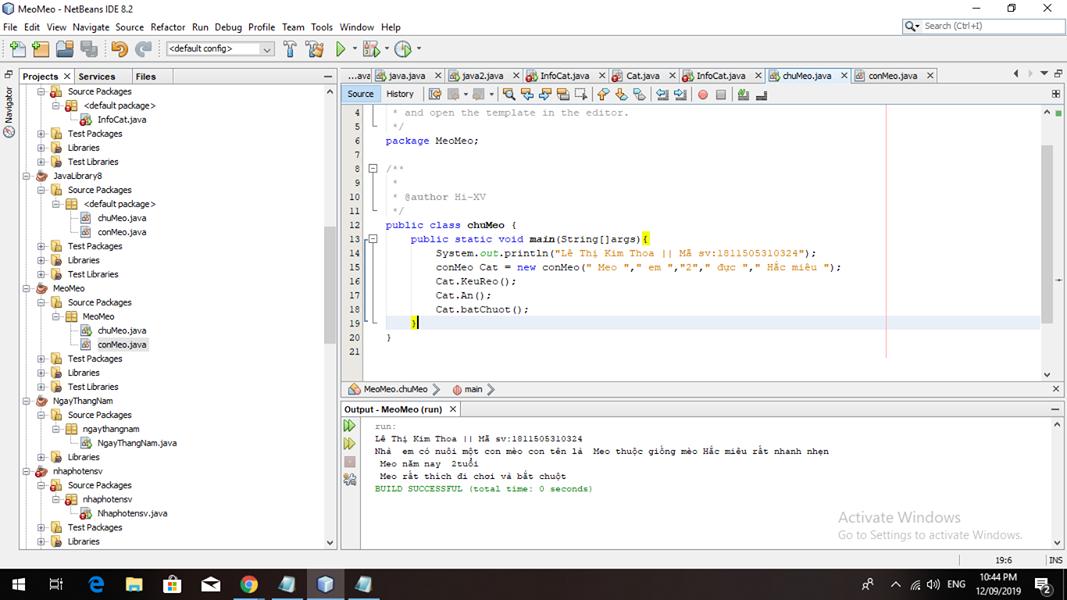 MeoMeo - NetBeans IDE 8.2
File Edit View Navigate Source Refactor Run Debug Profile Team Tools Window Help
Search (Ctrl+I)
<default config>
Projects Services Files
Navigator
Source Packages
<default package>
InfoCat.java
Test Packages
Libraries
Test Libraries
JavaLibrary8
Source Packages
<default package>
chuMeo.java
conMeo.java
Test Packages
Libraries
Test Libraries
MeoMeo
Source Packages
MeoMeo
chuMeo.java
conMeo.java
Test Packages
Libraries
Test Libraries
NgayThangNam
Source Packages
ngaythangnam
NgayThangNam.java
Libraries
nhaphotensv
Source Packages
nhaphotensv
Nhaphotensv.java
Test Packages
Libraries
...ava java.java java2.java InfoCat.java Cat.java InfoCat.java chuMeo.java conMeo.java
Source History
4 * and open the template in the editor.
5 */
6 package MeoMeo;
7
8 /**
9 *
10 * @author Hi-XV
11 */
12 public class chuMeo {
13 public static void main(String[]args){
14 System.out.println("Lê Thị Kim Thoa || Mã sv:1811505310324");
15 conMeo Cat = new conMeo(" Meo "," em ","2"," đực "," Hắc miêu ");
16 Cat.KeuReo();
17 Cat.An();
18 Cat.batChuot();
19 }
20 }
21
MeoMeo.chuMeo main
Output - MeoMeo (run)
run:
Lê Thị Kim Thoa || Mã sv:1811505310324
Nhà em có nuôi một con mèo con tên là Meo thuộc giống mèo Hắc miêu rất nhanh nhẹn
Meo năm nay 2tuổi
Meo rất thích đi chơi và bắt chuột
BUILD SUCCESSFUL (total time: 0 seconds)
Activate Windows
Go to Settings to activate Windows.
19:6 INS
ENG
10:44 PM
12/09/2019
2